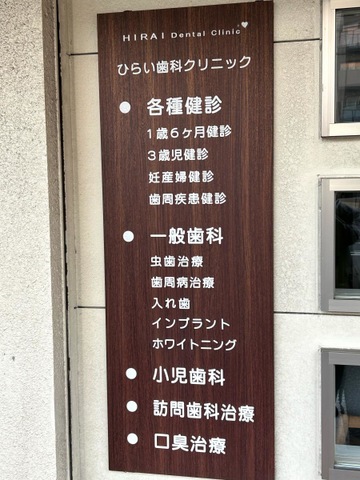 HIRAI Dental Clinic
ひらい歯科クリニック
● 各種健診
1歳6ヶ月健診
3歳児健診
妊産婦健診
歯周疾患健診
● 一般歯科
虫歯治療
歯周病治療
入れ歯
インプラント
ホワイトニング
● 小児歯科
● 訪問歯科治療
● 口臭治療